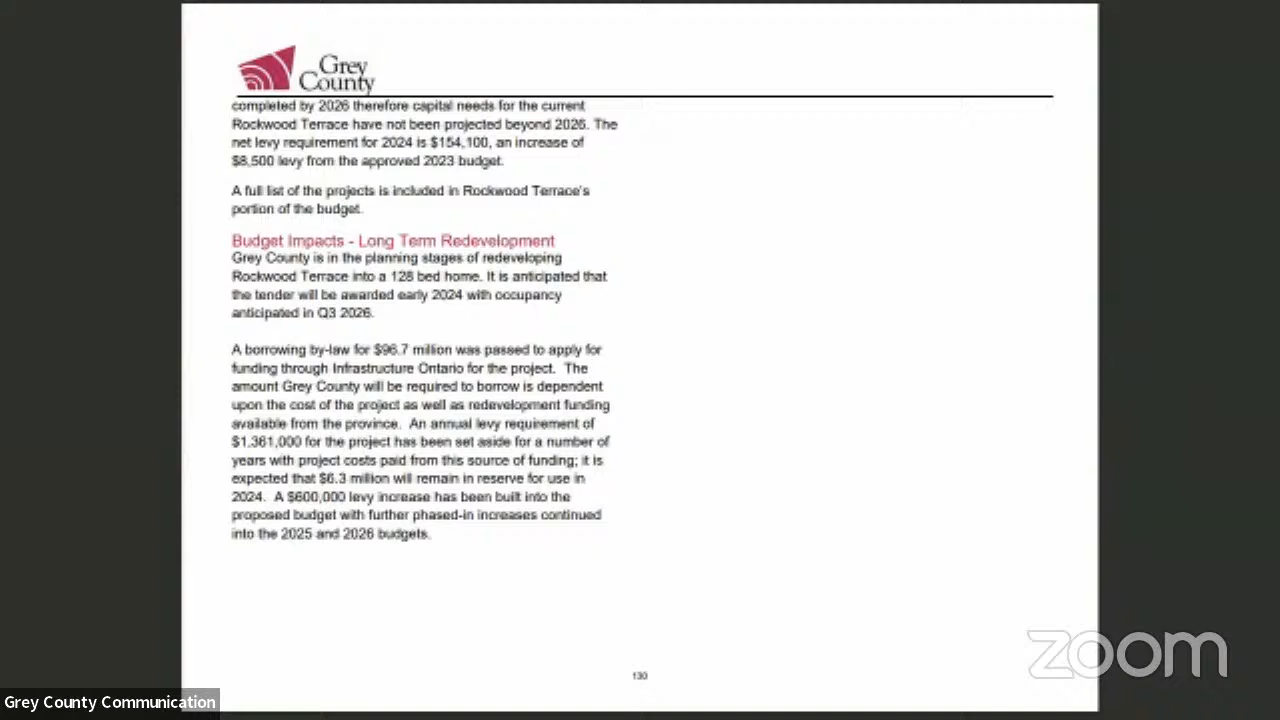 Grey
County
completed by 2026 therefore capital needs for the current
Rockwood Terrace have not been projected beyond 2026. The
net levy requirement for 2024 is $154,100, an increase of
$8,500 levy from the approved 2023 budget.
A full list of the projects is included in Rockwood Terrace's
portion of the budget.
Budget Impacts - Long Term Redevelopment
Grey County is in the planning stages of redeveloping
Rockwood Terrace into a 128 bed home. It is anticipated that
the tender will be awarded early 2024 with occupancy
anticipated in Q3 2026.
A borrowing by-law for $96.7 million was passed to apply for
funding through Infrastructure Ontario for the project. The
amount Grey County will be required to borrow is dependent
upon the cost of the project as well as redevelopment funding
available from the province. An annual levy requirement of
$1,361,000 for the project has been set aside for a number of
years with project costs paid from this source of funding; it is
expected that $6.3 million will remain in reserve for use in
2024. A $600,000 levy increase has been built into the
proposed budget with further phased-in increases continued
into the 2025 and 2026 budgets.
130
zoom
Grey County Communication